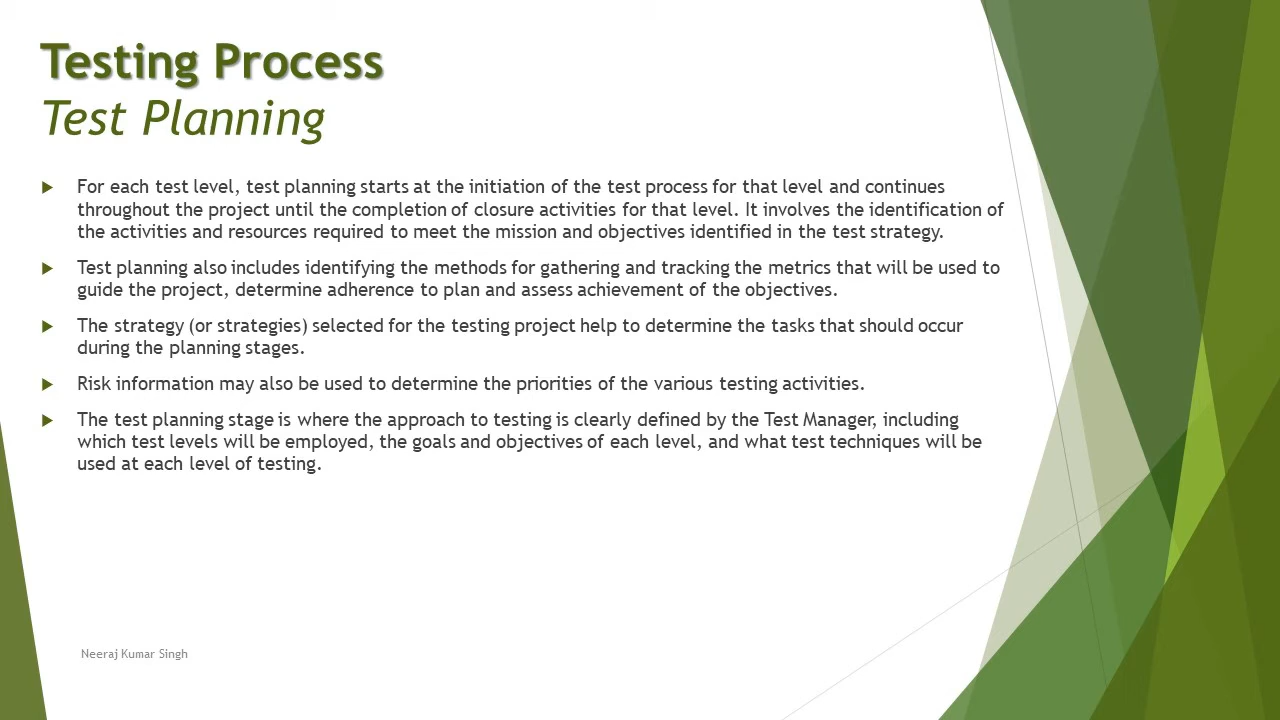 Testing Process
Test Planning
For each test level, test planning starts at the initiation of the test process for that level and continues
throughout the project until the completion of closure activities for that level. It involves the identification of
the activities and resources required to meet the mission and objectives identified in the test strategy.
Test planning also includes identifying the methods for gathering and tracking the metrics that will be used to
guide the project, determine adherence to plan and assess achievement of the objectives.
The strategy (or strategies) selected for the testing project help to determine the tasks that should occur
during the planning stages.
Risk information may also be used to determine the priorities of the various testing activities.
The test planning stage is where the approach to testing is clearly defined by the Test Manager, including
which test levels will be employed, the goals and objectives of each level, and what test techniques will be
used at each level of testing.
Neeraj Kumar Singh